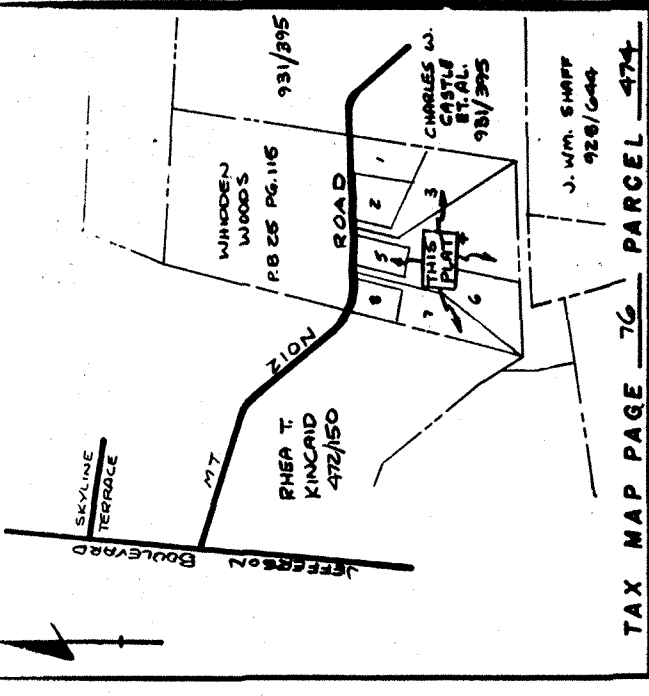 931/395
WHIDDEN
WOODS
P.B 25 PG. 115
CHARLES W.
CASTLE
ET. AL.
931/395
J. WM. SHAFF
928/644
ROAD
1
2
3
5
THIS
PLAT
4
6
7
8
ZION
MT
RHEA T.
KINCAID
472/150
SKYLINE
TERRACE
JEFFERSON BOULEVARD
TAX MAP PAGE 76 PARCEL 474